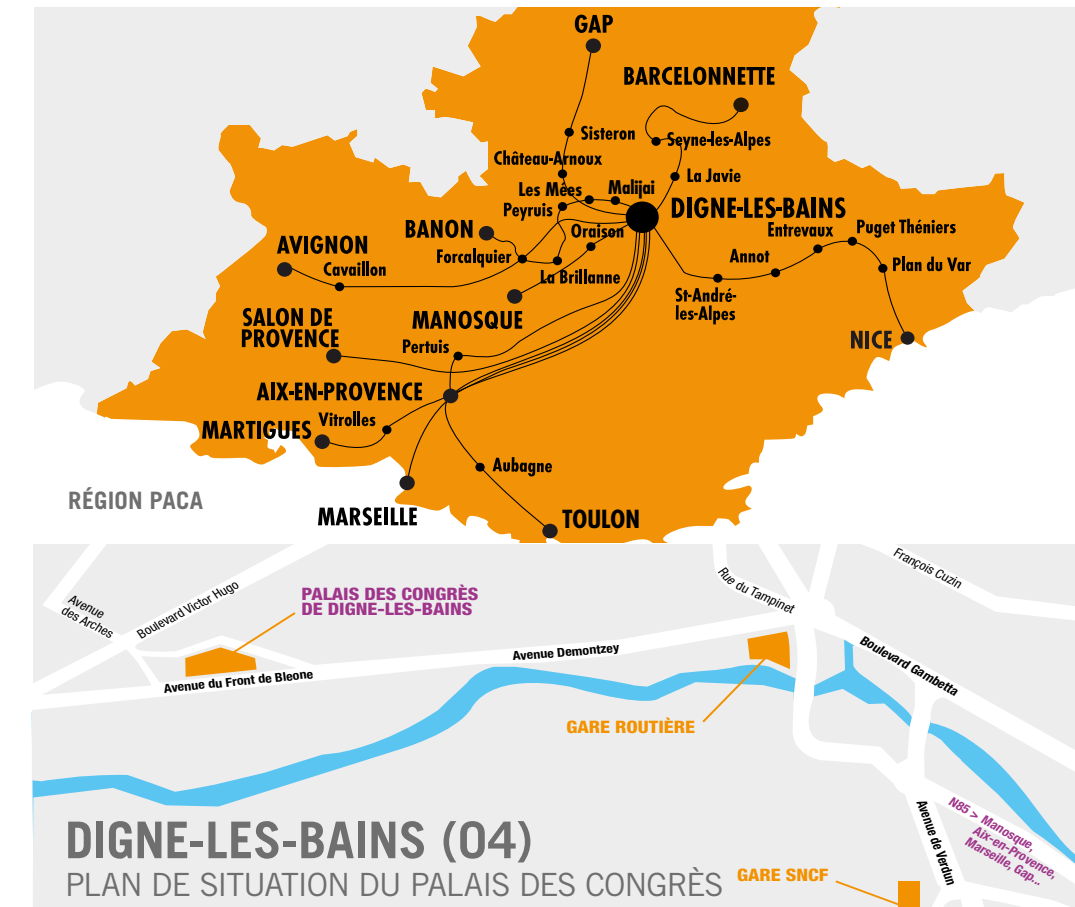 GAP
BARCELONNETTE
Sisteron
Seyne-les-Alpes
Château-Arnoux
La Javie
Les Mées
Malijai
Peyruis
DIGNE-LES-BAINS
BANON
Oraison
Entrevaux
Puget Théniers
AVIGNON
Forcalquier
Annot
Cavaillon
La Brillanne
Plan du Var
St-André-
les-Alpes
SALON DE
PROVENCE
MANOSQUE
Pertuis
NICE
AIX-EN-PROVENCE
MARTIGUES
Vitrolles
Aubagne
RÉGION PACA
MARSEILLE
TOULON
François Cuzin
Rue du Tampinet
Avenue
des Arches
Boulevard Victor Hugo
PALAIS DES CONGRÈS
DE DIGNE-LES-BAINS
Avenue Demontzey
Boulevard Gambetta
Avenue du Front de Bleone
GARE ROUTIÈRE
N85 > Manosque,
Aix-en-Provence,
Marseille, Gap...
Avenue de Verdun
DIGNE-LES-BAINS (04)
PLAN DE SITUATION DU PALAIS DES CONGRÈS
GARE SNCF